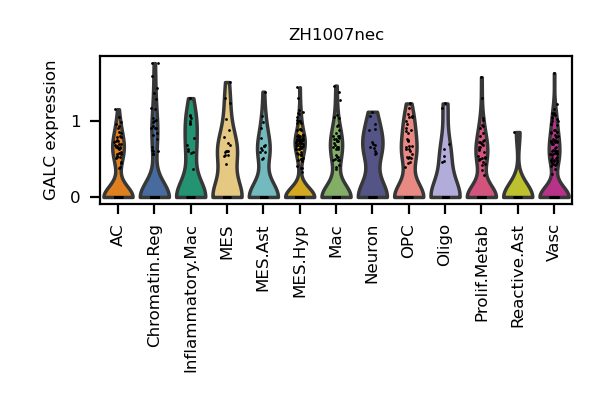 ZH1007nec
GALC expression
1
0
AC
Chromatin.Reg
Inflammatory.Mac
MES
MES.Ast
MES.Hyp
Mac
Neuron
OPC
Oligo
Prolif.Metab
Reactive.Ast
Vasc